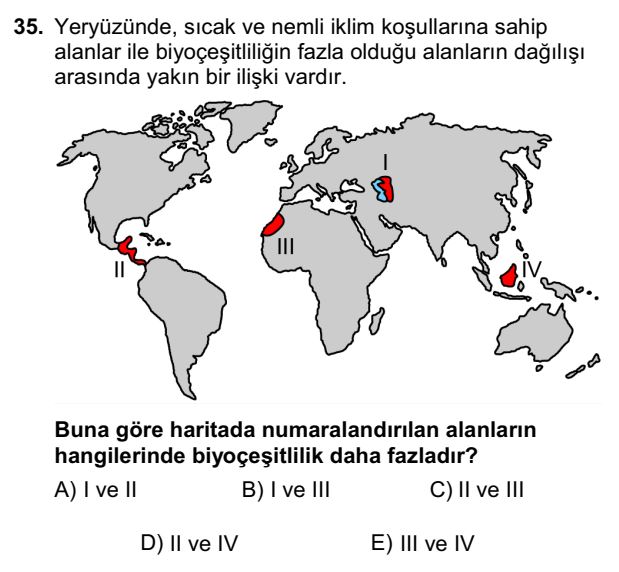 35. Yeryüzünde, sıcak ve nemli iklim koşullarına sahip
alanlar ile biyoçeşitliliğin fazla olduğu alanların dağılışı
arasında yakın bir ilişki vardır.
I
II
III
IV
Buna göre haritada numaralandırılan alanların
hangilerinde biyoçeşitlilik daha fazladır?
A) I ve II B) I ve III C) II ve III
D) II ve IV E) III ve IV